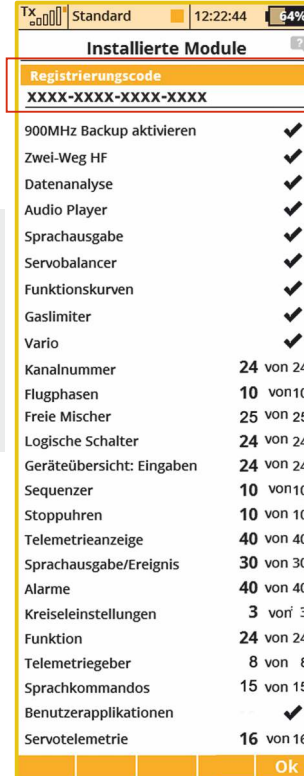 Tx Standard 12:22:44 64%
Installierte Module ?
Registrierungscode
XXXX-XXXX-XXXX-XXXX
900MHz Backup aktivieren ✔
Zwei-Weg HF ✔
Datenanalyse ✔
Audio Player ✔
Sprachausgabe ✔
Servobalancer ✔
Funktionskurven ✔
Gaslimiter ✔
Vario ✔
Kanalnummer 24 von 24
Flugphasen 10 von10
Freie Mischer 25 von 25
Logische Schalter 24 von 24
Geräteübersicht: Eingaben 24 von 24
Sequenzer 10 von10
Stoppuhren 10 von 10
Telemetrieanzeige 40 von 40
Sprachausgabe/Ereignis 30 von 30
Alarme 40 von 40
Kreiseleinstellungen 3 von 3
Funktion 24 von 24
Telemetriegeber 8 von 8
Sprachkommandos 15 von 15
Benutzerapplikationen ✔
Servotelemetrie 16 von 16
Ok